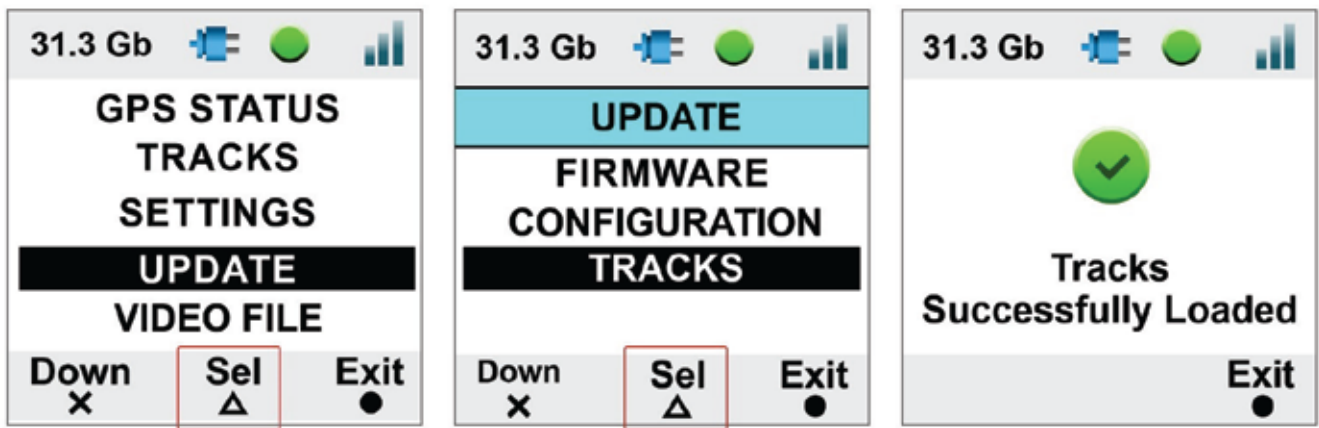 31.3 Gb
GPS STATUS
TRACKS
SETTINGS
UPDATE
VIDEO FILE
Down Sel Exit
31.3 Gb
UPDATE
FIRMWARE
CONFIGURATION
TRACKS
Down Sel Exit
31.3 Gb
Tracks
Successfully Loaded
Exit